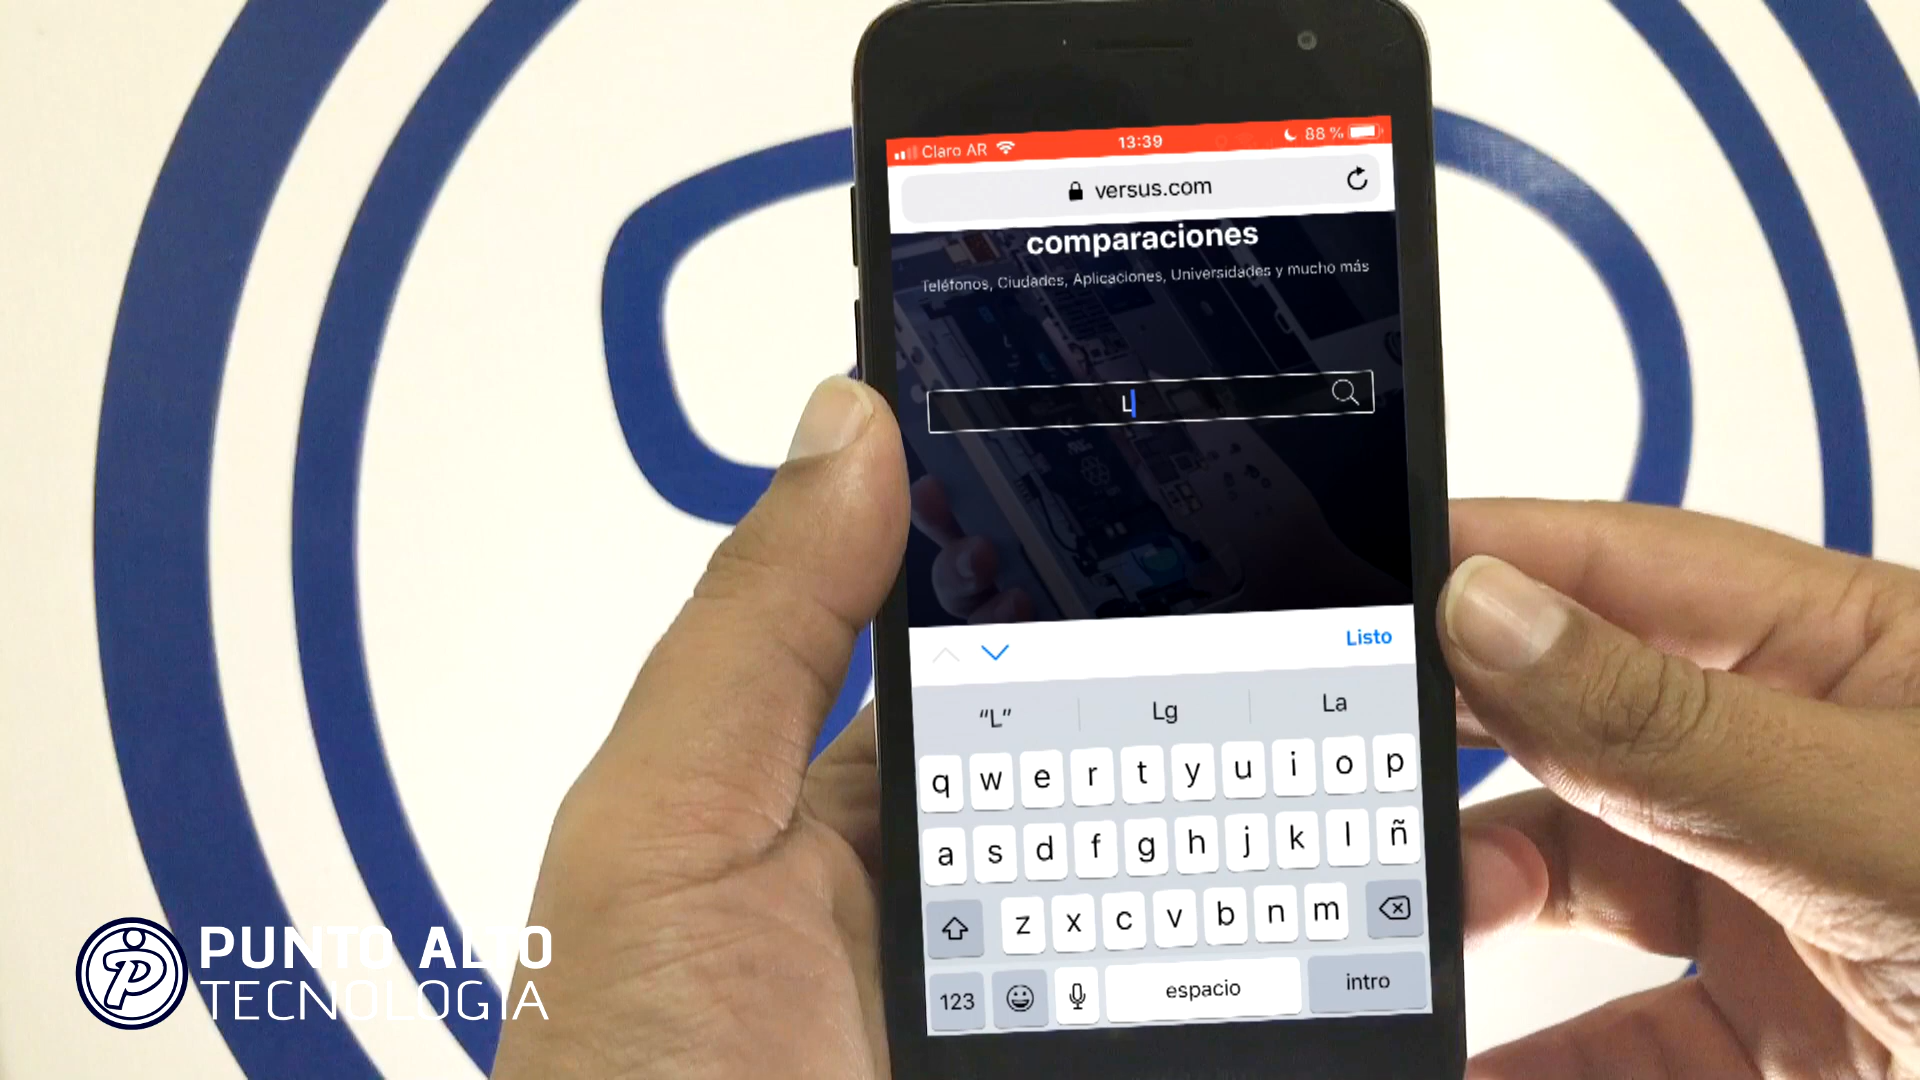 Claro AR
13:39
88 %
versus.com
comparaciones
Teléfonos, Ciudades, Aplicaciones, Universidades y mucho más
L
Listo
“L”
Lg
La
q w e r t y u i o p
a s d f g h j k l ñ
z x c v b n m
123
espacio
intro
PUNTO ALTO
TECNOLOGIA